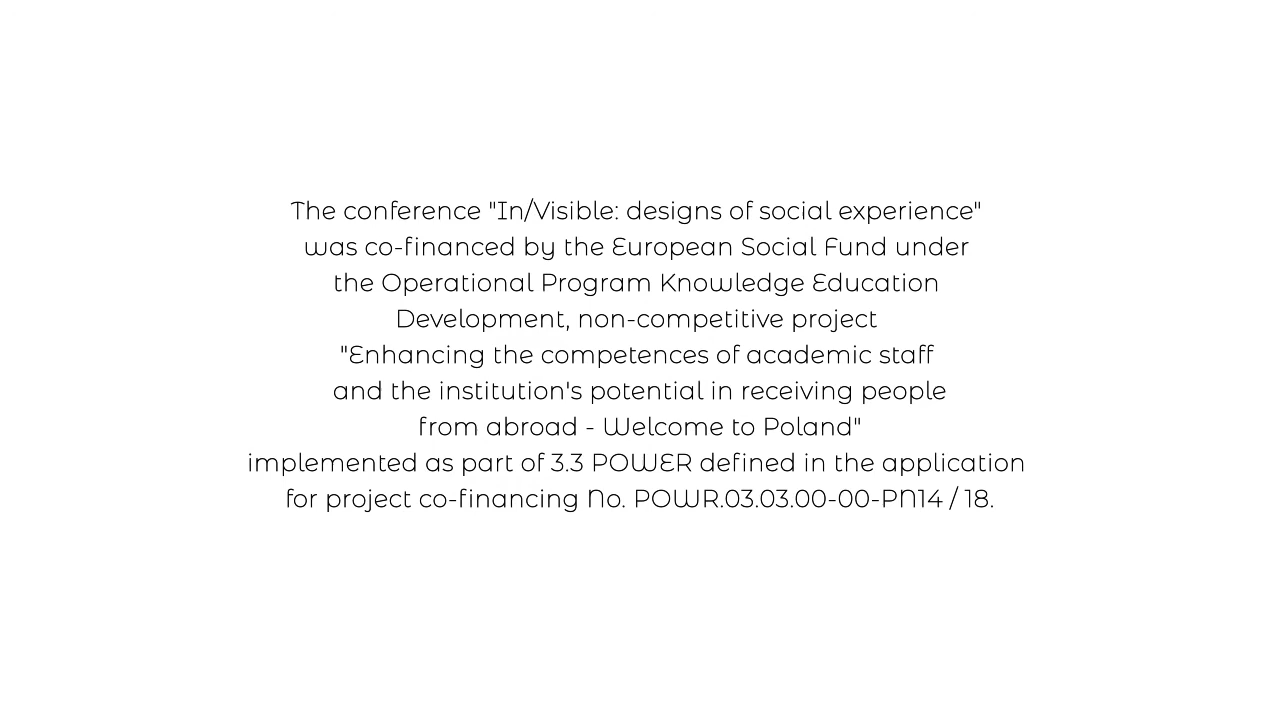 The conference "In/Visible: designs of social experience"
was co-financed by the European Social Fund under
the Operational Program Knowledge Education
Development, non-competitive project
"Enhancing the competences of academic staff
and the institution's potential in receiving people
from abroad - Welcome to Poland"
implemented as part of 3.3 POWER defined in the application
for project co-financing No. POWR.03.03.00-00-PN14 / 18.